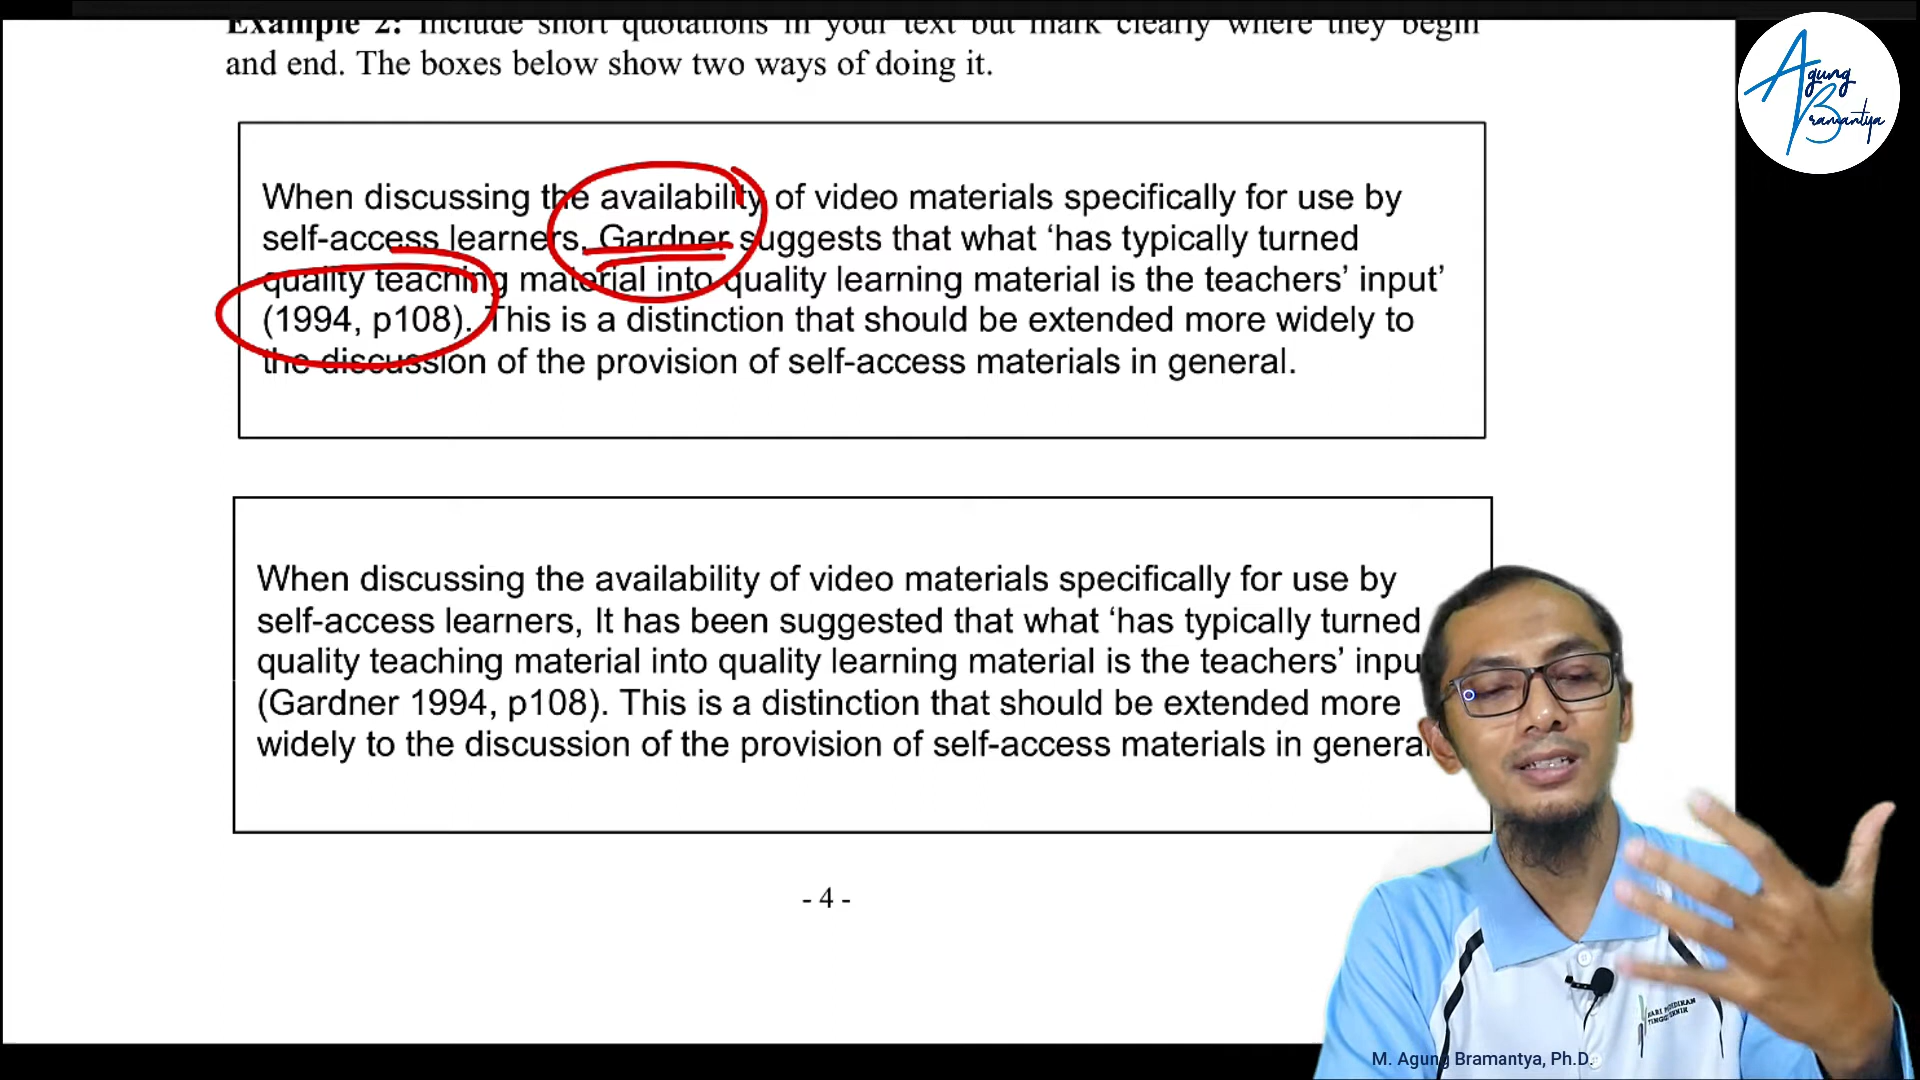 Example 2: Include short quotations in your text but mark clearly where they begin
and end. The boxes below show two ways of doing it.
Agung
Bramantya
When discussing the availability of video materials specifically for use by
self-access learners, Gardner suggests that what ‘has typically turned
quality teaching material into quality learning material is the teachers’ input’
(1994, p108). This is a distinction that should be extended more widely to
the discussion of the provision of self-access materials in general.
When discussing the availability of video materials specifically for use by
self-access learners, It has been suggested that what ‘has typically turned
quality teaching material into quality learning material is the teachers’ inpu
(Gardner 1994, p108). This is a distinction that should be extended more
widely to the discussion of the provision of self-access materials in genera
- 4 -
M. Agung Bramantya, Ph.D.